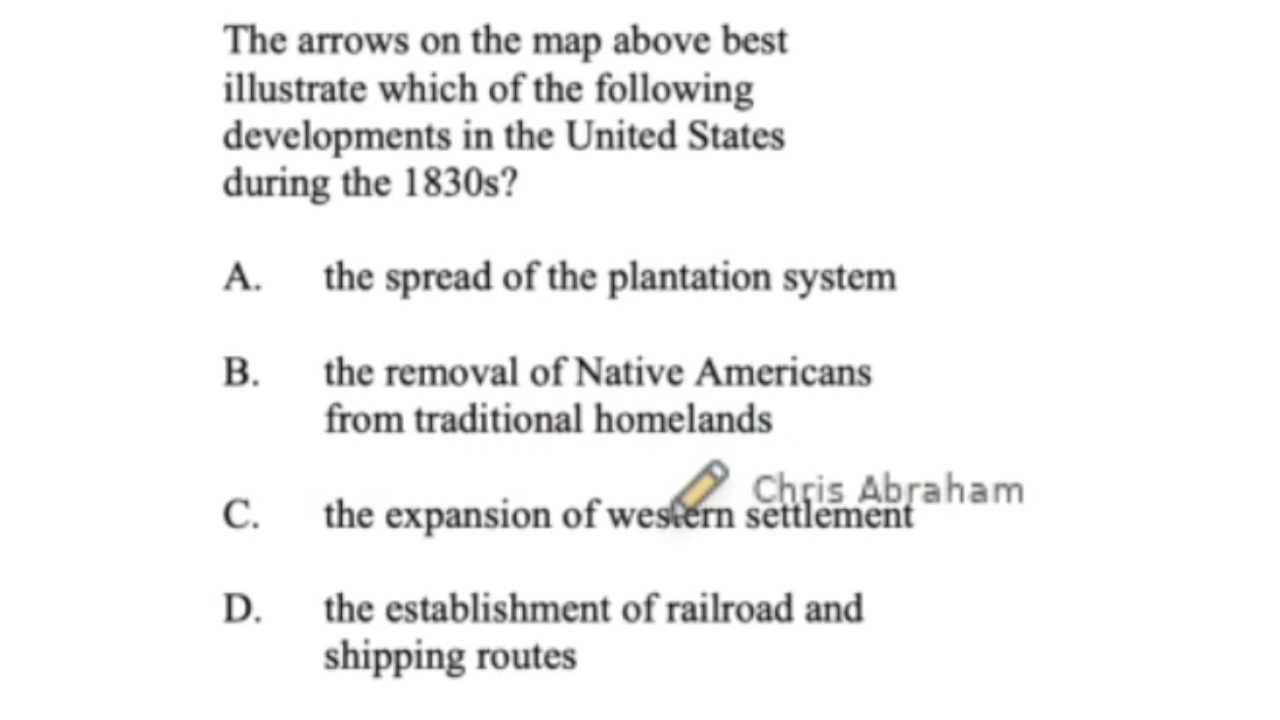 The arrows on the map above best
illustrate which of the following
developments in the United States
during the 1830s?
A. the spread of the plantation system
B. the removal of Native Americans
from traditional homelands
Chris Abraham
C. the expansion of western settlement
D. the establishment of railroad and
shipping routes